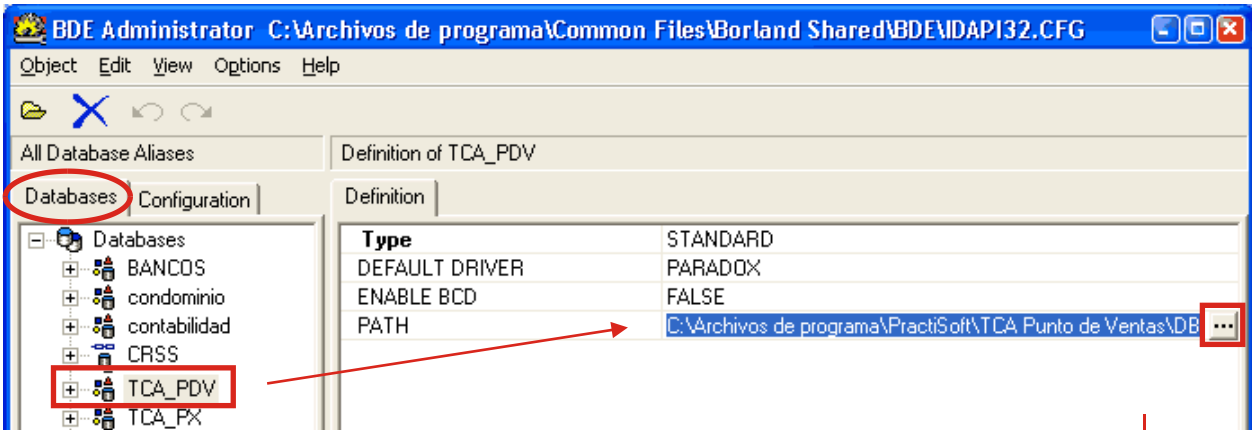 BDE Administrator C:\Archivos de programa\Common Files\Borland Shared\BDE\IDAPI32.CFG
Object Edit View Options Help
All Database Aliases Definition of TCA_PDV
Databases Configuration Definition
Databases Type STANDARD
BANCOS DEFAULT DRIVER PARADOX
condominio ENABLE BCD FALSE
contabilidad PATH C:\Archivos de programa\PractiSoft\TCA Punto de Ventas\DB ...
CRSS
TCA_PDV
TCA_PX